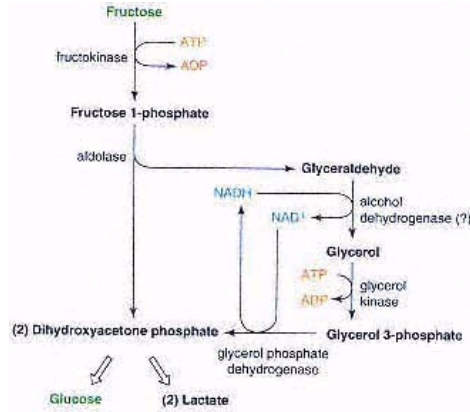 Fructose
ATP
fructokinase
ADP
Fructose 1-phosphate
aldolase
Glyceraldehyde
NADH
alcohol
NAD+
dehydrogenase (?)
Glycerol
ATP
glycerol
ADP
kinase
(2) Dihydroxyacetone phosphate
Glycerol 3-phosphate
glycerol phosphate
dehydrogenase
Glucose
(2) Lactate